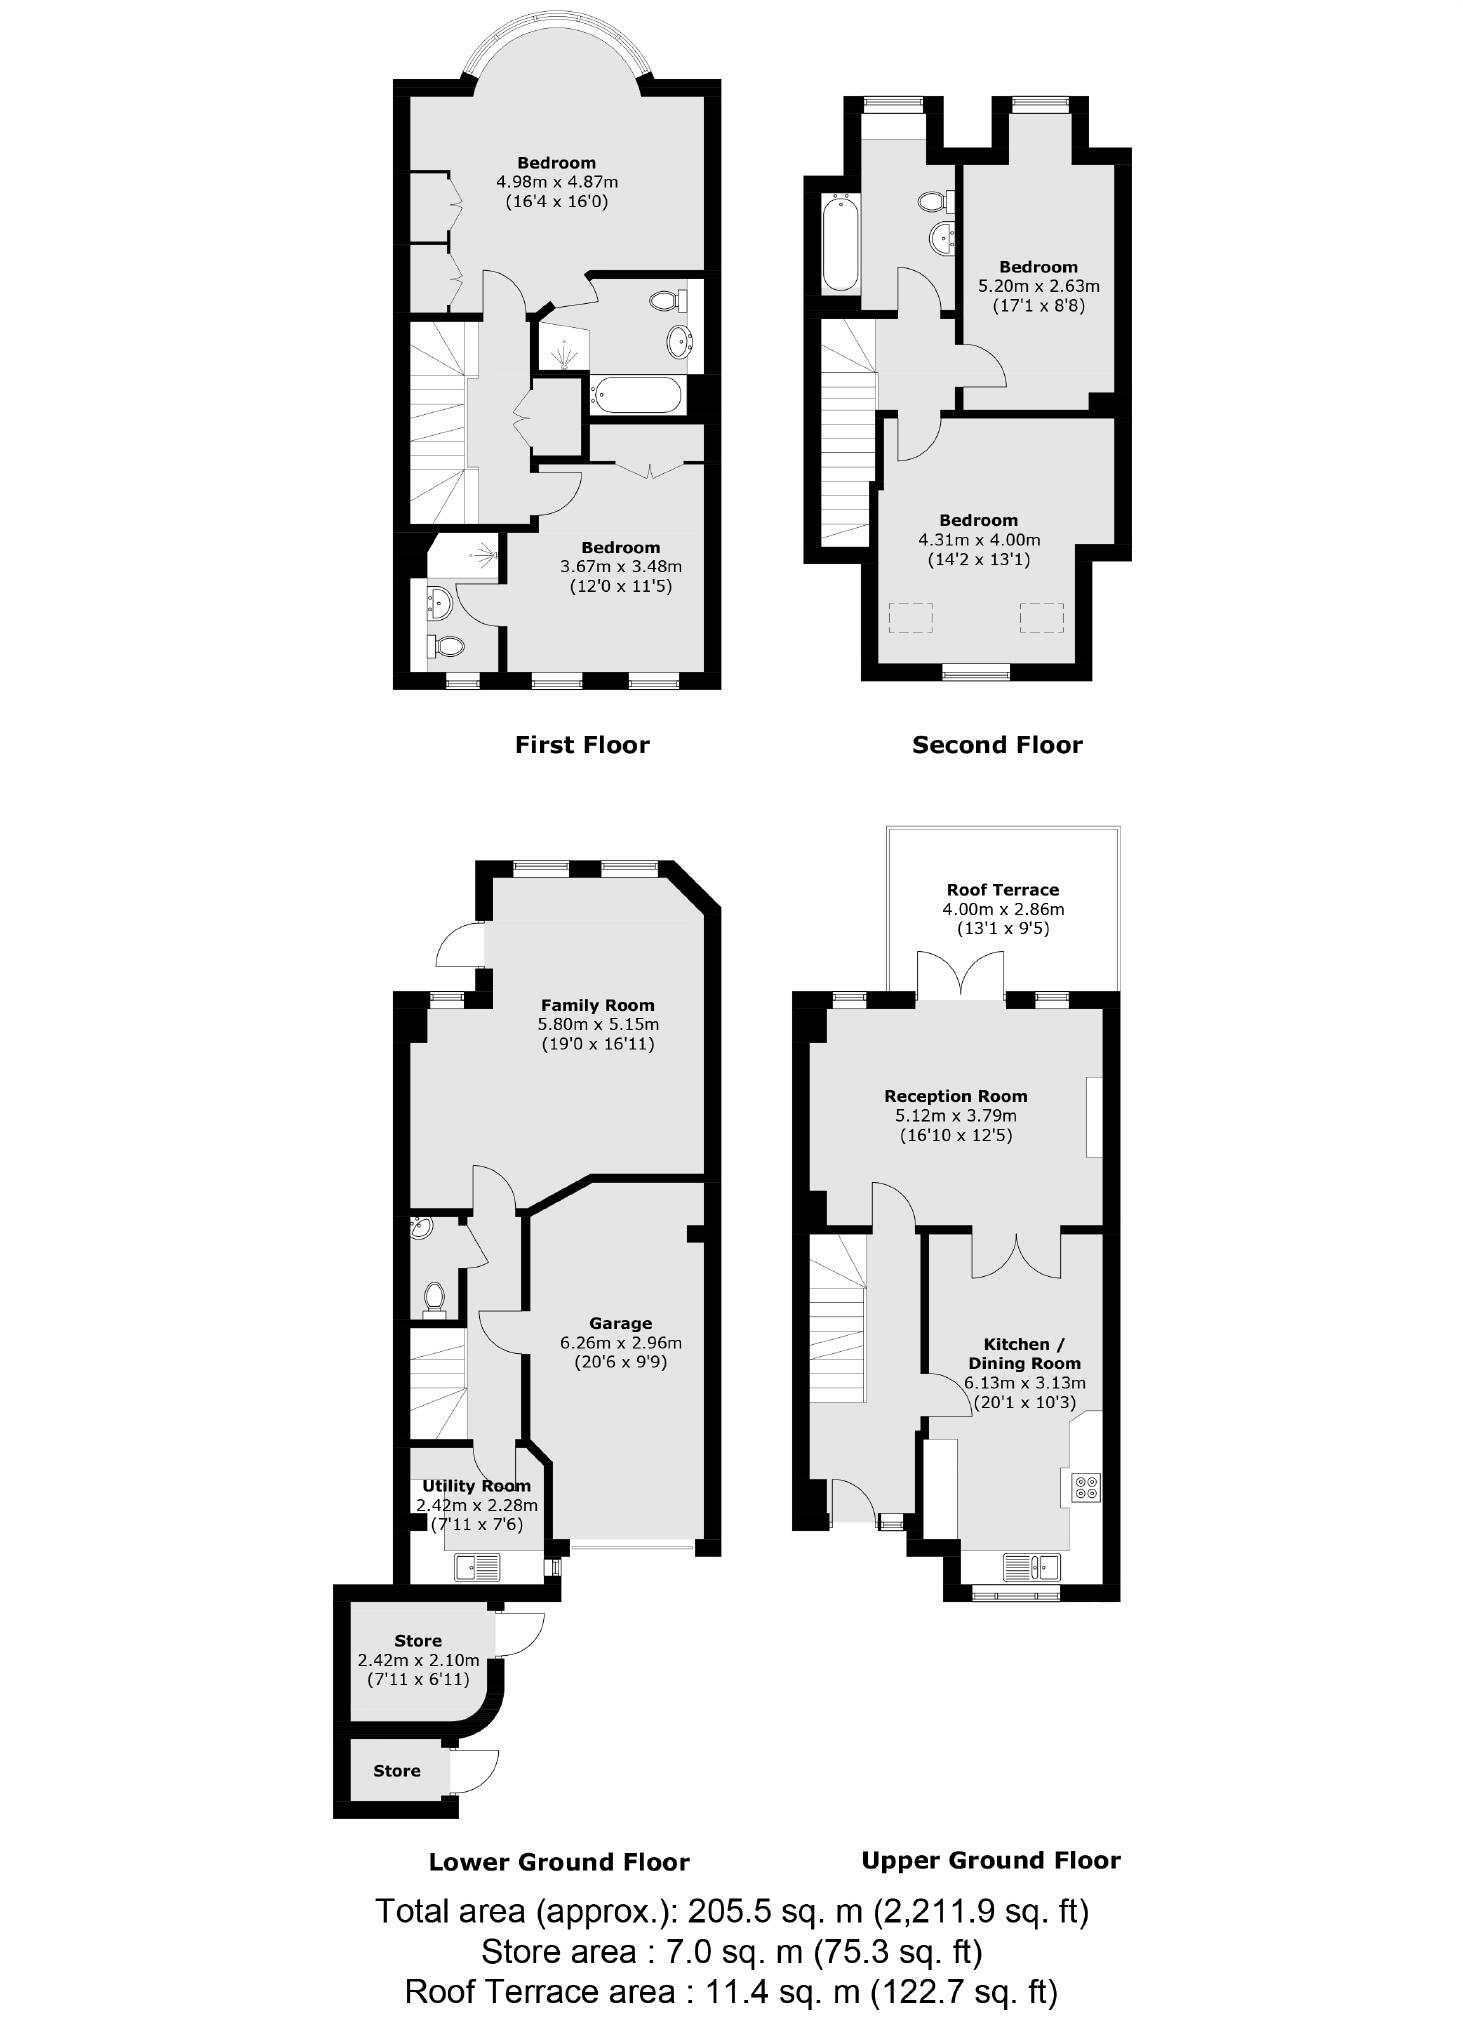 Bedroom
4.98m x 4.87m
(16'4 x 16'0)
Bedroom
3.67m x 3.48m
(12'0 x 11'5)
First Floor
Bedroom
5.20m x 2.63m
(17'1 x 8'8)
Bedroom
4.31m x 4.00m
(14'2 x 13'1)
Second Floor
Family Room
5.80m x 5.15m
(19'0 x 16'11)
Garage
6.26m x 2.96m
(20'6 x 9'9)
Utility Room
2.42m x 2.28m
(7'11 x 7'6)
Store
2.42m x 2.10m
(7'11 x 6'11)
Store
Lower Ground Floor
Roof Terrace
4.00m x 2.86m
(13'1 x 9'5)
Reception Room
5.12m x 3.79m
(16'10 x 12'5)
Kitchen /
Dining Room
6.13m x 3.13m
(20'1 x 10'3)
Upper Ground Floor
Total area (approx.): 205.5 sq. m (2,211.9 sq. ft)
Store area : 7.0 sq. m (75.3 sq. ft)
Roof Terrace area : 11.4 sq. m (122.7 sq. ft)